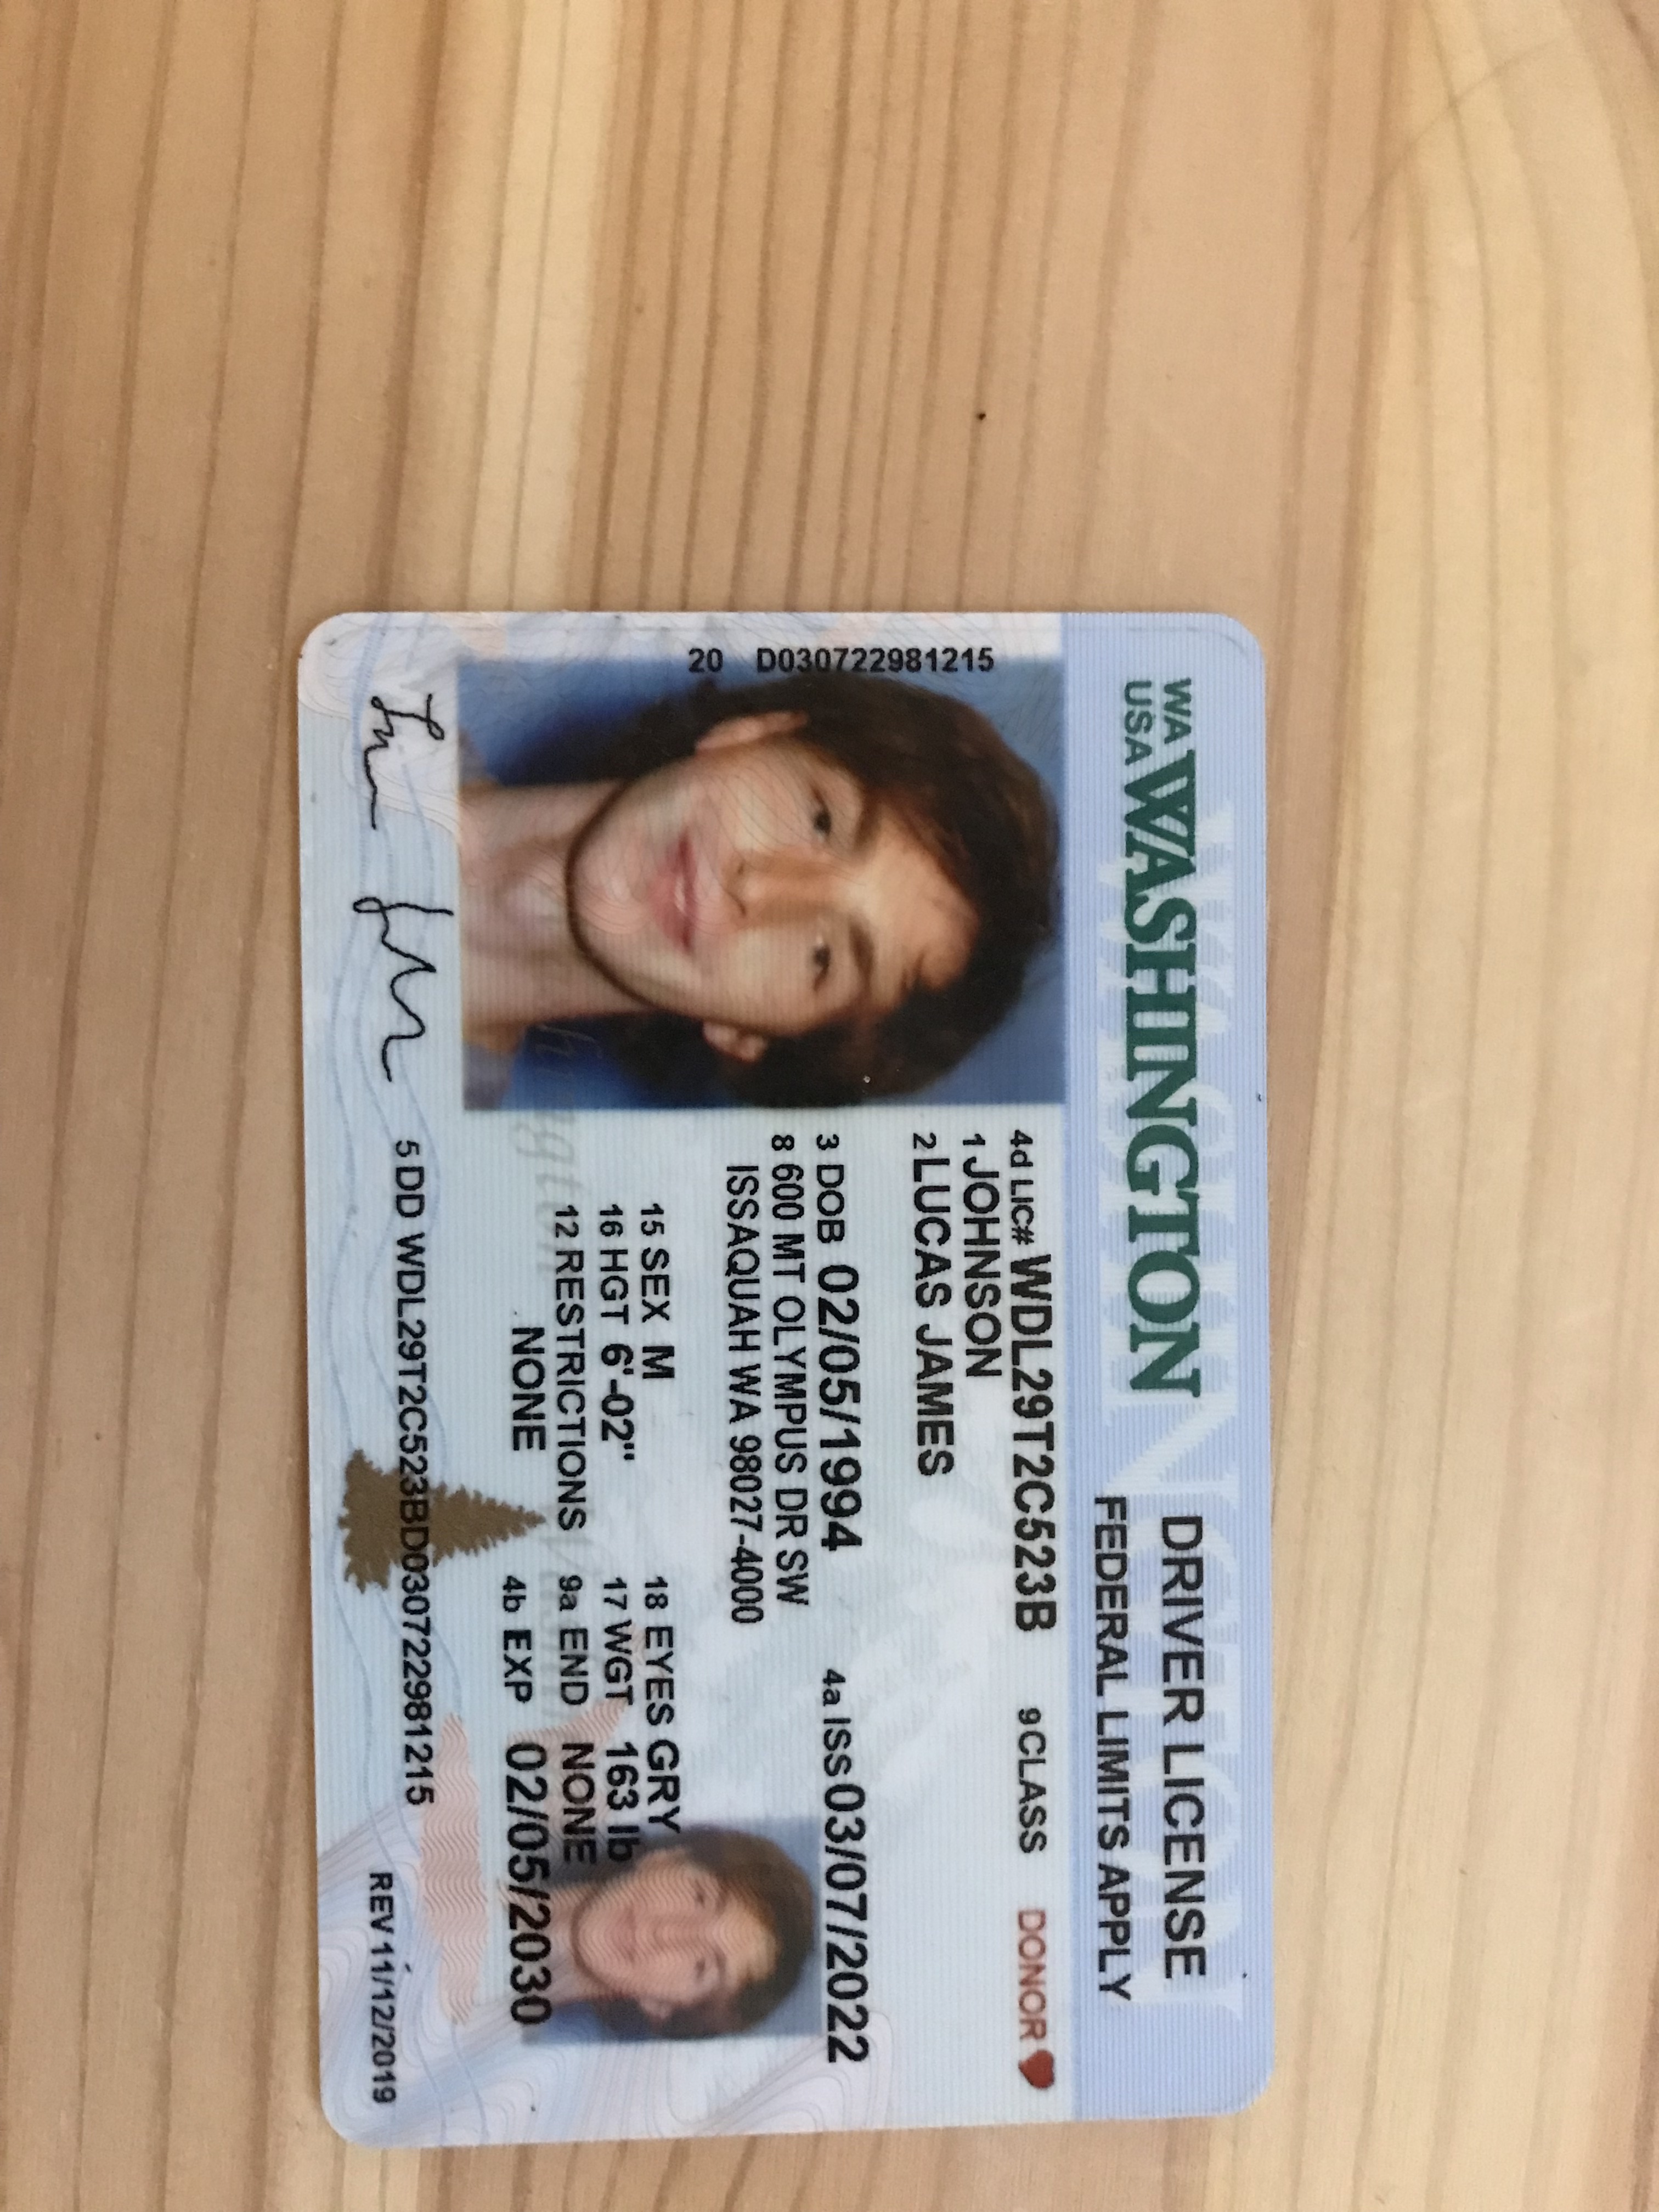 WA
USA
WASHINGTON
DRIVER LICENSE
FEDERAL LIMITS APPLY
20 D030722981215
4d LIC# WDL29T2C523B 9 CLASS DONOR
1 JOHNSON
2 LUCAS JAMES
3 DOB 02/05/1994 4a ISS 03/07/2022
8 600 MT OLYMPUS DR SW
ISSAQUAH WA 98027-4000
15 SEX M 18 EYES GRY
16 HGT 6'-02" 17 WGT 163 lb
12 RESTRICTIONS 9a END NONE
NONE 4b EXP 02/05/2030
5 DD WDL29T2C523BD030722981215
REV 11/12/2019